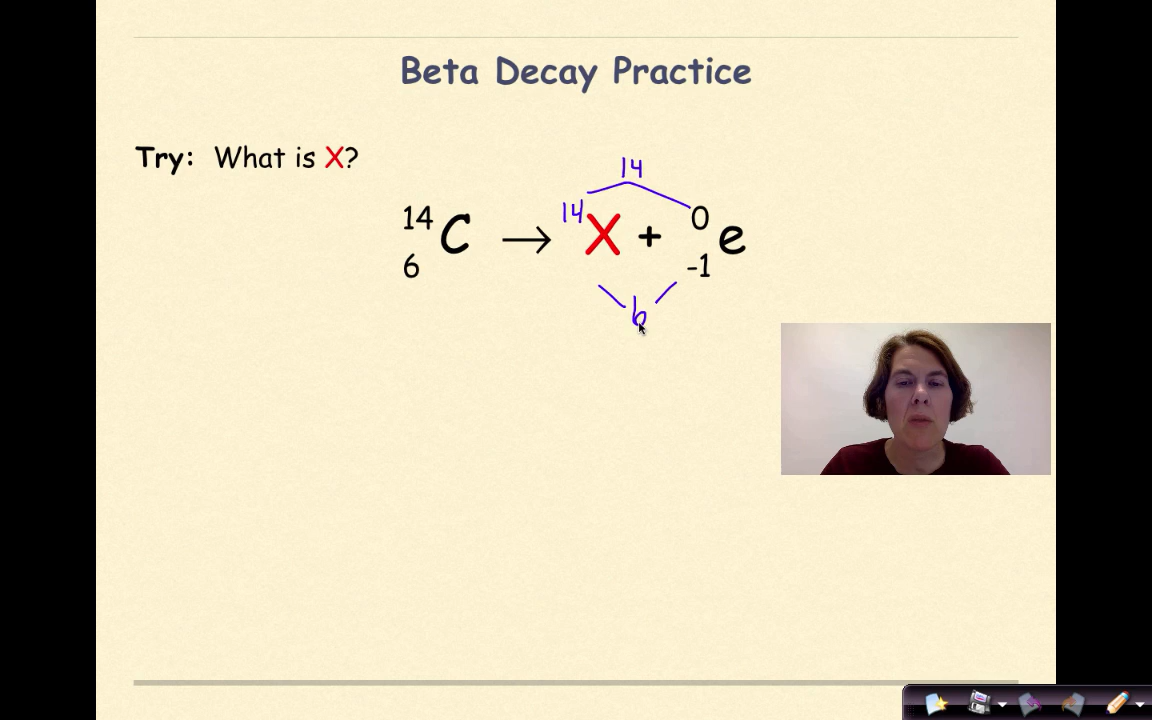 Beta Decay Practice
Try: What is X?
14
14 6 C → 14 X + 0 -1 e
6